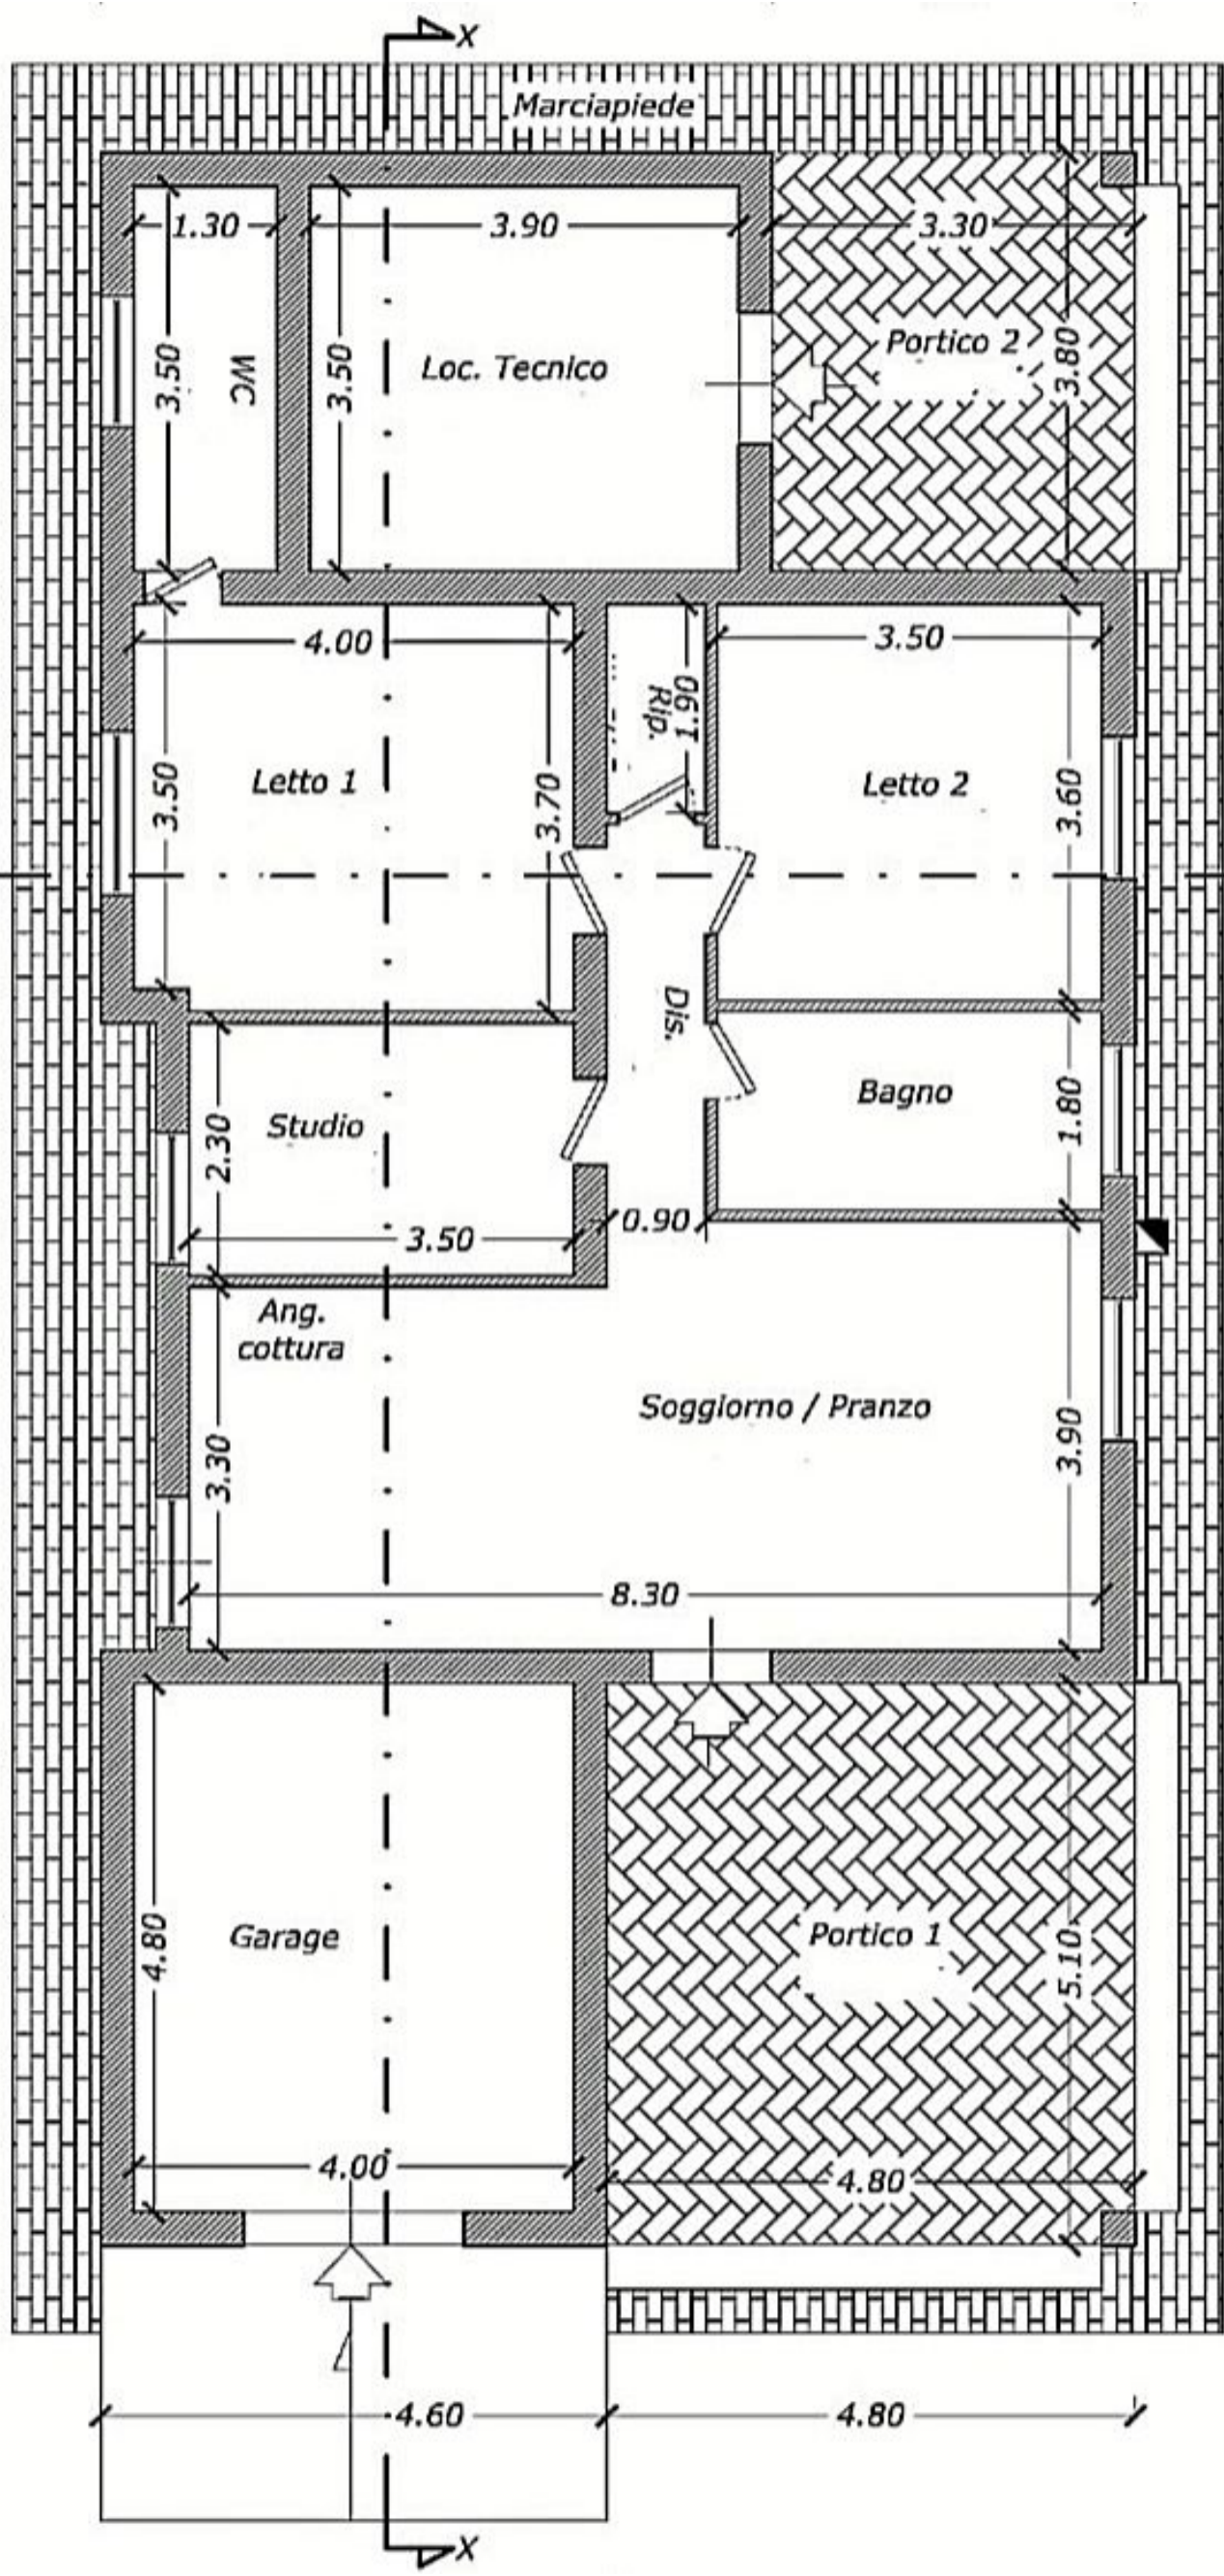 X
Marciapiede
1.30
3.90
3.30
3.50
WC
3.50
Loc. Tecnico
Portico 2
3.80
4.00
3.50
1.90
Rip.
3.50
Letto 1
3.70
Letto 2
3.60
Dis.
2.30
Studio
Bagno
1.80
3.50
0.90
Ang.
cottura
3.30
Soggiorno / Pranzo
3.90
8.30
4.80
Garage
Portico 1
5.10
4.00
4.80
4.60
4.80
X